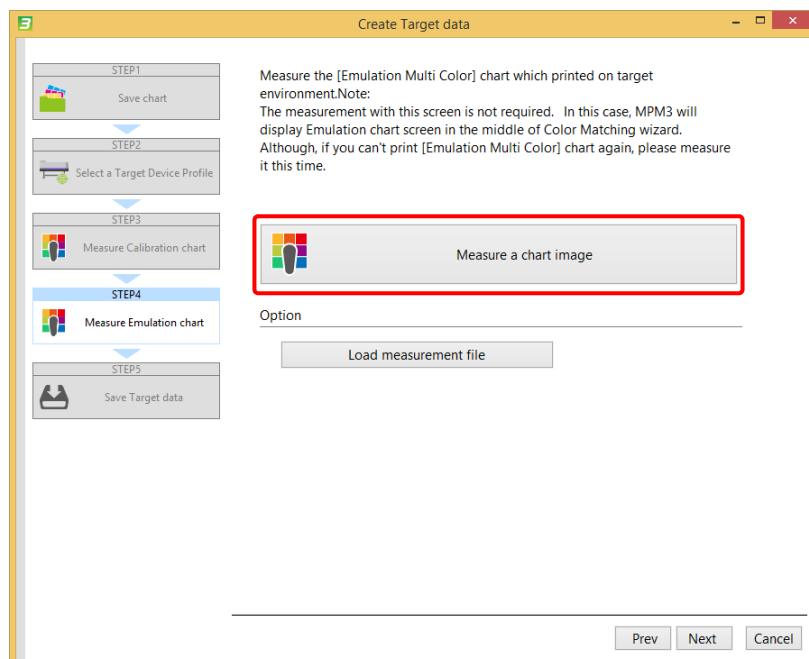 Create Target data
STEP1
Save chart
STEP2
Select a Target Device Profile
STEP3
Measure Calibration chart
STEP4
Measure Emulation chart
STEP5
Save Target data
Measure the [Emulation Multi Color] chart which printed on target
environment.Note:
The measurement with this screen is not required.   In this case, MPM3 will
display Emulation chart screen in the middle of Color Matching wizard.
Although, if you can't print [Emulation Multi Color] chart again, please measure
it this time.
Measure a chart image
Option
Load measurement file
Prev
Next
Cancel